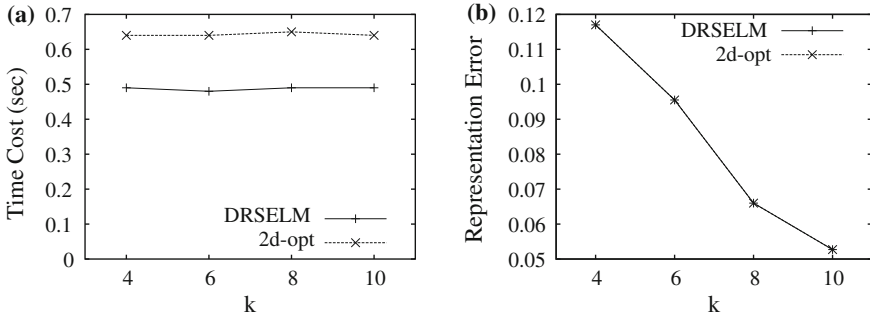 (a)
Time Cost (sec)
0.7
0.6
0.5
0.4
0.3
0.2
0.1
0
DRSELM
2d-opt
4 6 8 10
k
(b)
Representation Error
0.12
0.11
0.1
0.09
0.08
0.07
0.06
0.05
DRSELM
2d-opt
4 6 8 10
k